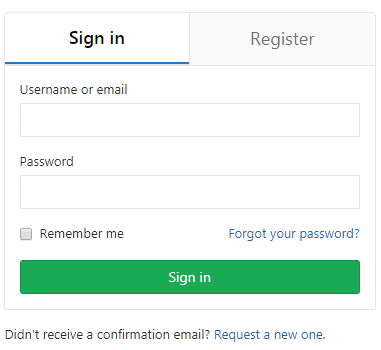 Sign in Register
Username or email
Password
Remember me Forgot your password?
Sign in
Didn't receive a confirmation email? Request a new one.